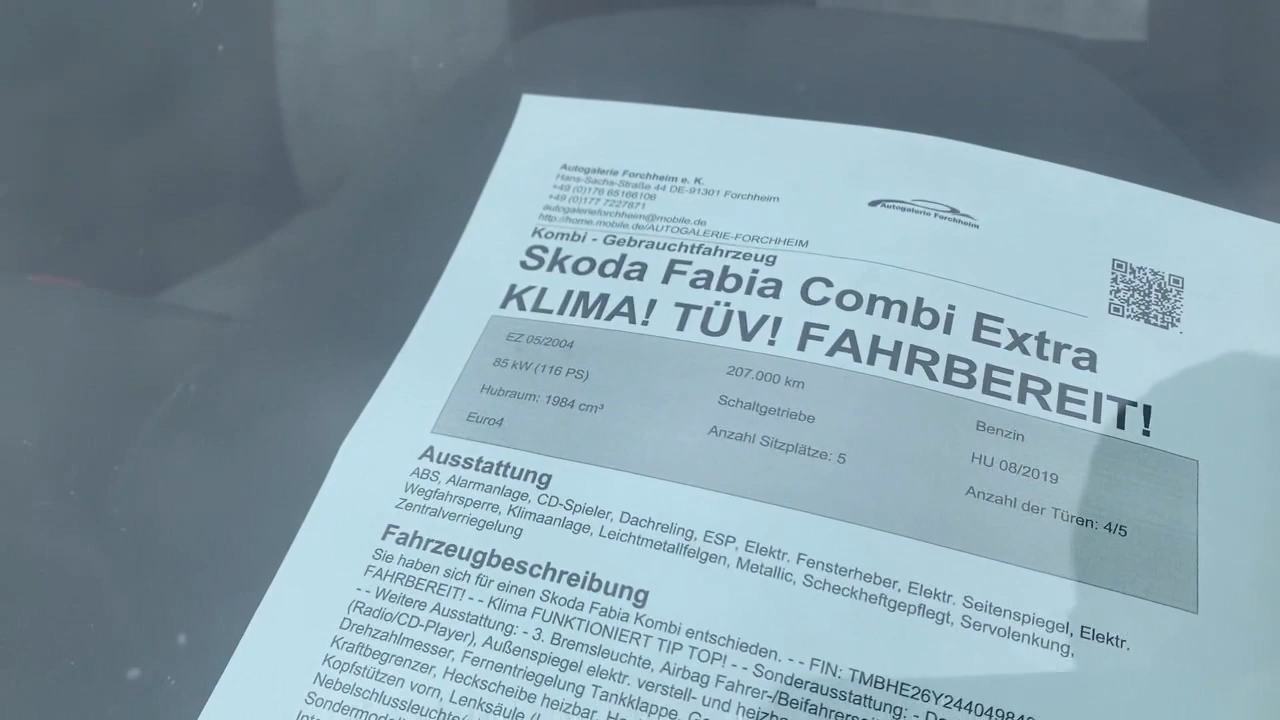 Autogalerie Forchheim e. K.
Hans-Sachs-Straße 44 DE-91301 Forchheim
+49 (0)176 65166106
+49 (0)177 7227871
autogalerieforchheim@mobile.de
http://home.mobile.de/AUTOGALERIE-FORCHHEIM
Autogalerie Forchheim
Kombi - Gebrauchtfahrzeug
Skoda Fabia Combi Extra
KLIMA! TÜV! FAHRBEREIT!
EZ 05/2004
207.000 km
Benzin
85 kW (116 PS)
Schaltgetriebe
HU 08/2019
Hubraum: 1984 cm³
Anzahl Sitzplätze: 5
Anzahl der Türen: 4/5
Euro4
Ausstattung
ABS, Alarmanlage, CD-Spieler, Dachreling, ESP, Elektr. Fensterheber, Elektr. Seitenspiegel, Elektr.
Wegfahrsperre, Klimaanlage, Leichtmetallfelgen, Metallic, Scheckheftgepflegt, Servolenkung,
Zentralverriegelung
Fahrzeugbeschreibung
Sie haben sich für einen Skoda Fabia Kombi entschieden. - - FIN: TMBHE26Y244049848
FAHRBEREIT! - - Klima FUNKTIONIERT TIP TOP! - - Sonderausstattung: -
- - Weitere Ausstattung: - 3. Bremsleuchte, Airbag Fahrer-/Beifahrerseite
(Radio/CD-Player), Außenspiegel elektr. verstell- und
Drehzahlmesser, Fernentriegelung Tankklappe,
Kraftbegrenzer, Heckscheibe heizbar,
Kopfstützen vorn, Lenksäule
Nebelschlussleuchte